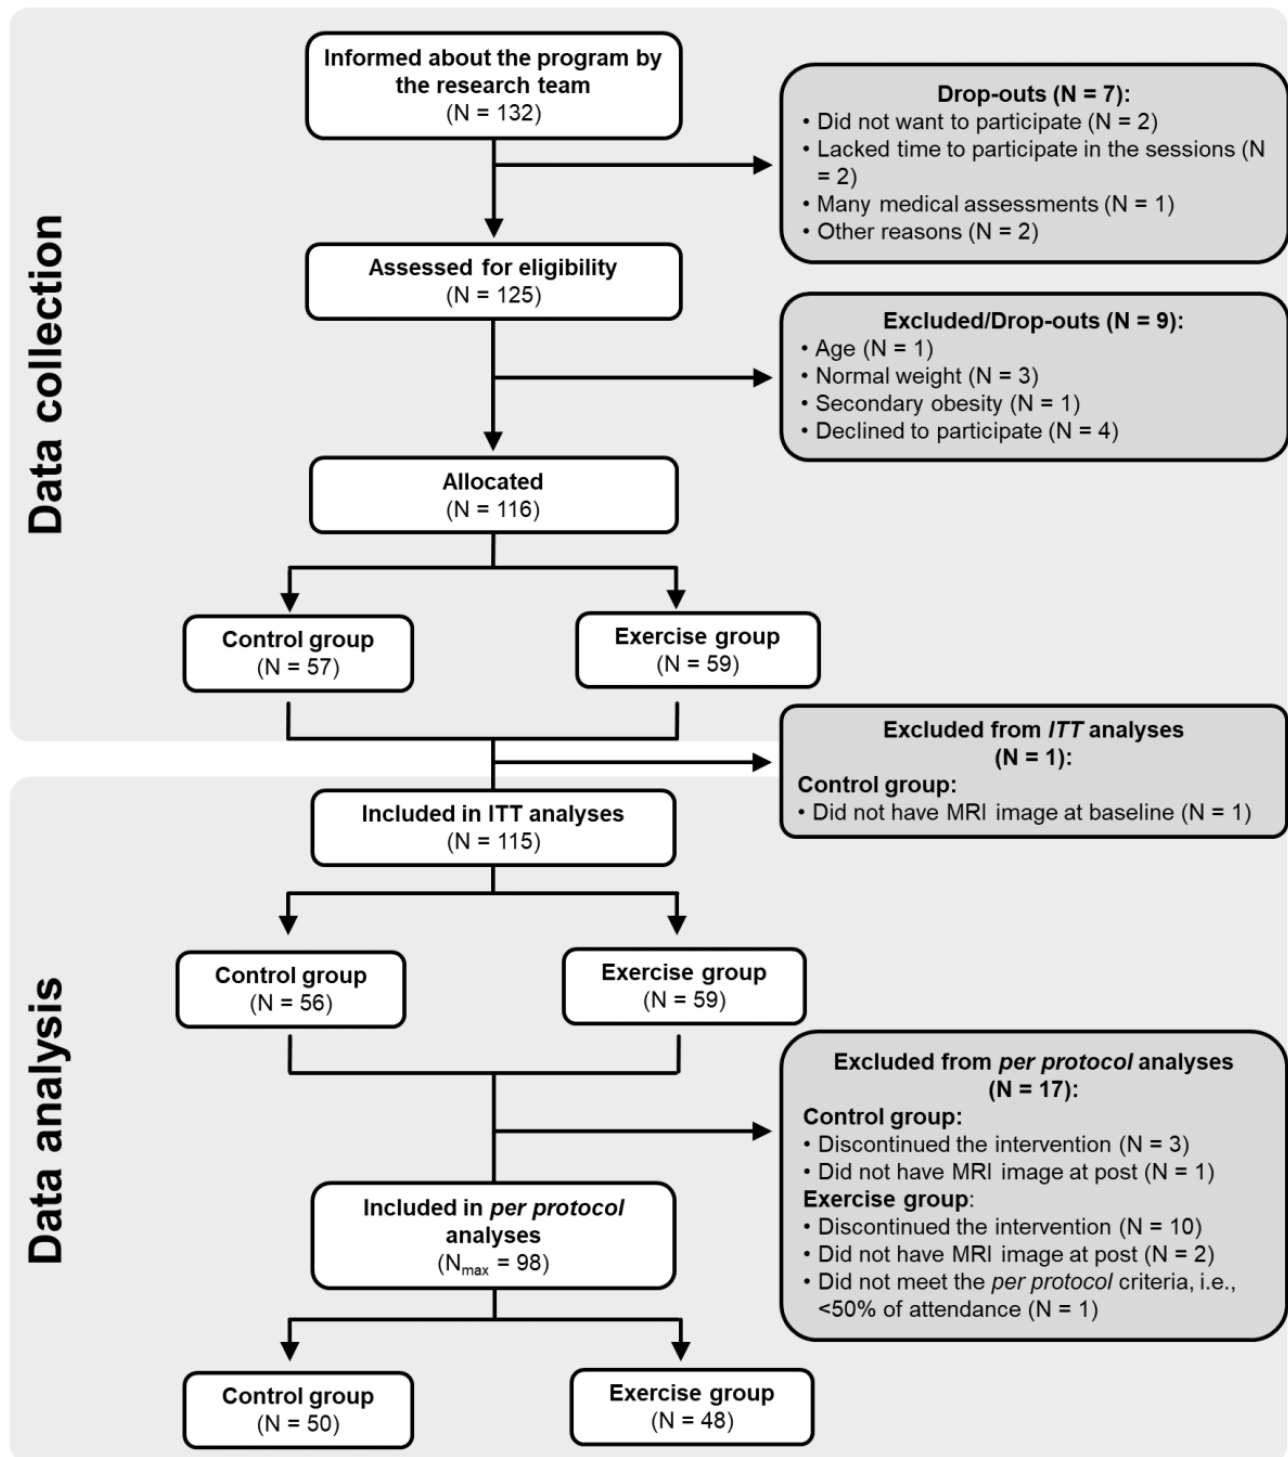 Data collection
Informed about the program by
the research team
(N = 132)
Drop-outs (N = 7):
• Did not want to participate (N = 2)
• Lacked time to participate in the sessions (N
= 2)
• Many medical assessments (N = 1)
• Other reasons (N = 2)
Assessed for eligibility
(N = 125)
Excluded/Drop-outs (N = 9):
• Age (N = 1)
• Normal weight (N = 3)
• Secondary obesity (N = 1)
• Declined to participate (N = 4)
Allocated
(N = 116)
Control group
(N = 57)
Exercise group
(N = 59)
Excluded from ITT analyses
(N = 1):
Control group:
• Did not have MRI image at baseline (N = 1)
Data analysis
Included in ITT analyses
(N = 115)
Control group
(N = 56)
Exercise group
(N = 59)
Excluded from per protocol analyses
(N = 17):
Control group:
• Discontinued the intervention (N = 3)
• Did not have MRI image at post (N = 1)
Exercise group:
• Discontinued the intervention (N = 10)
• Did not have MRI image at post (N = 2)
• Did not meet the per protocol criteria, i.e.,
<50% of attendance (N = 1)
Included in per protocol
analyses
(Nmax = 98)
Control group
(N = 50)
Exercise group
(N = 48)